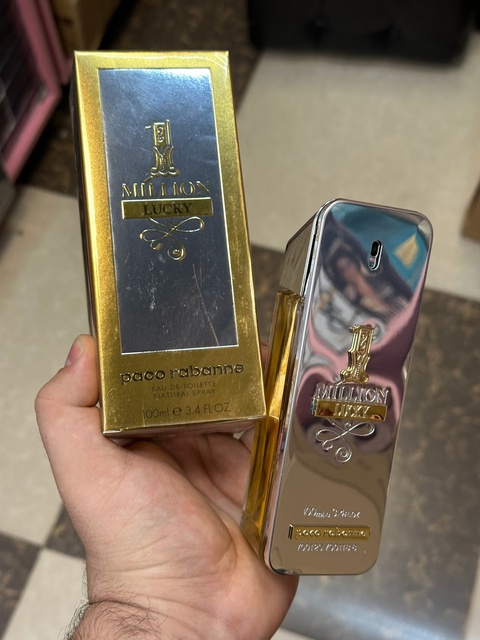 1
MILLION
LUCKY
paco rabanne
EAU DE TOILETTE
NATURAL SPRAY
100ml e 3.4 FL.OZ.
1
MILLION
LUCKY
paco rabanne